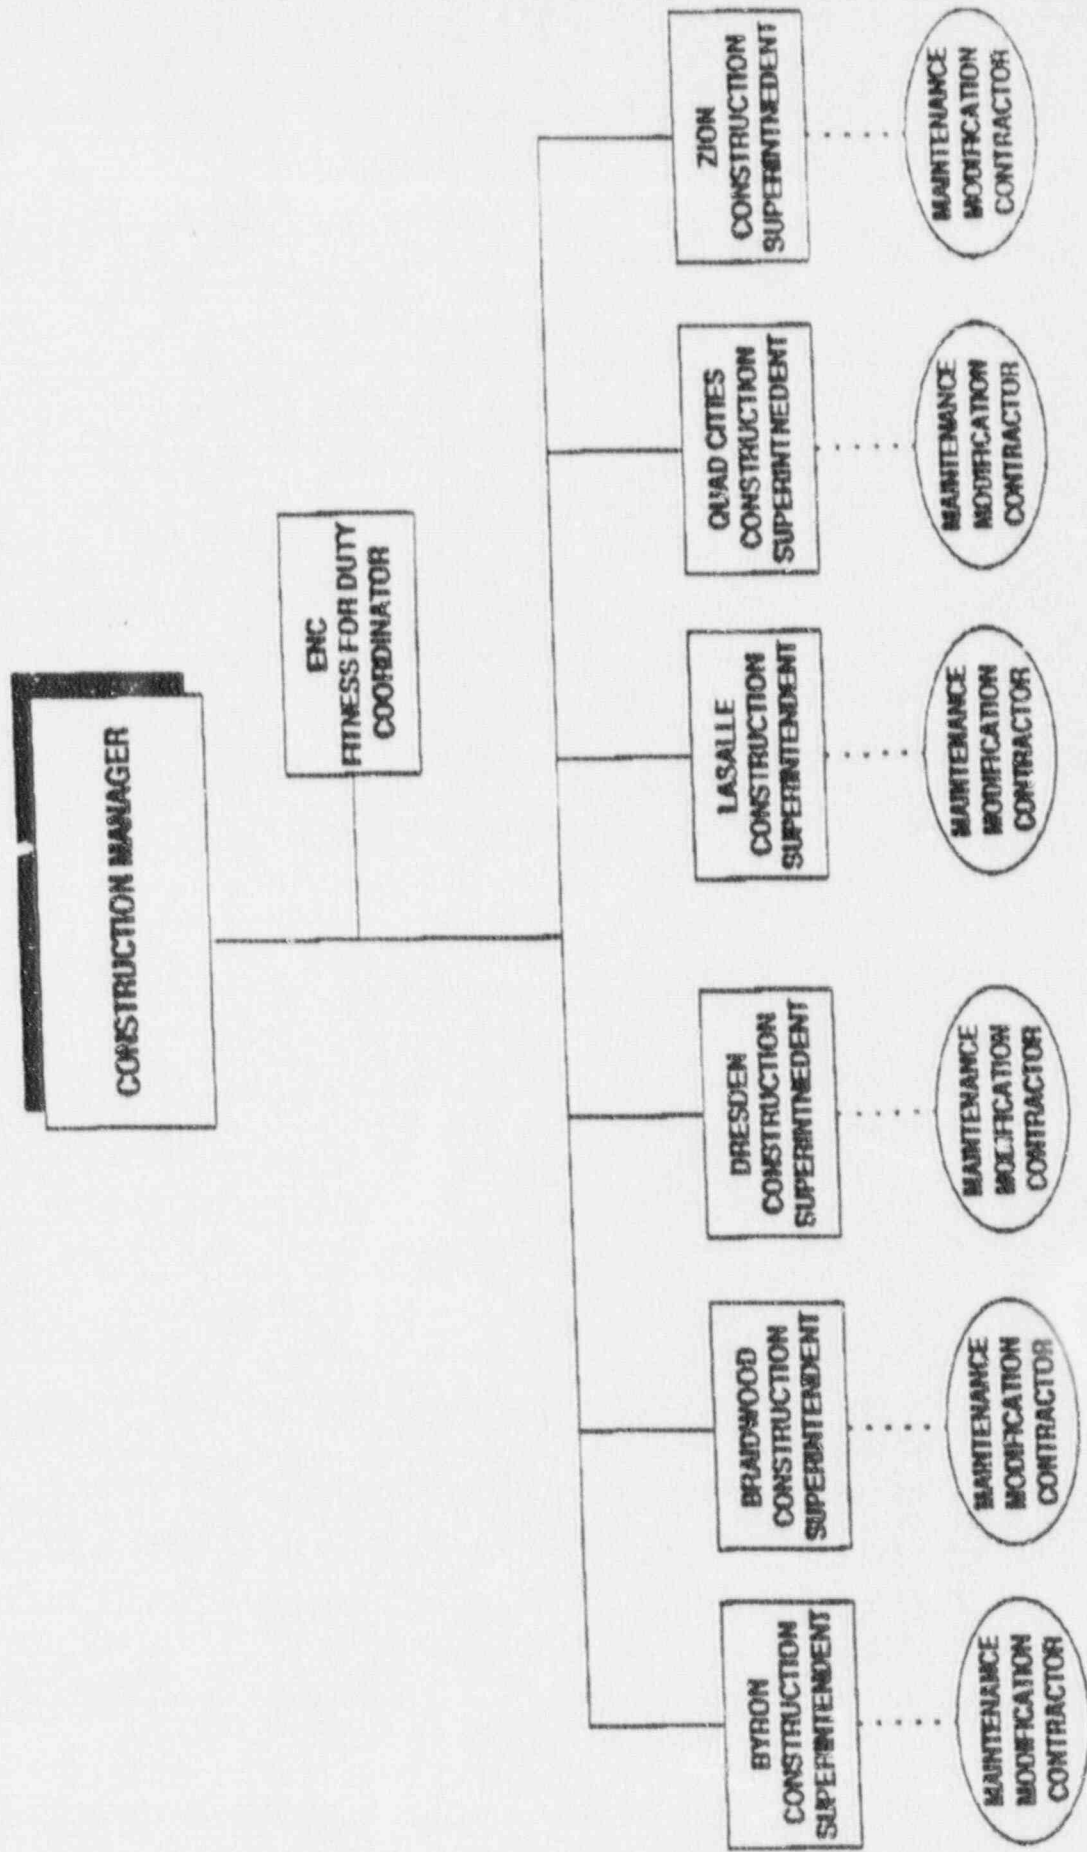 CONSTRUCTION MANAGER
ENC
FITNESS FOR DUTY
COORDINATOR
BYRON
CONSTRUCTION
SUPERINTENDENT
BRAIDWOOD
CONSTRUCTION
SUPERINTENDENT
DRESDEN
CONSTRUCTION
SUPERINTNEDENT
LASALLE
CONSTRUCTION
SUPERINTENDENT
QUAD CITIES
CONSTRUCTION
SUPERINTNEDENT
ZION
CONSTRUCTION
SUPERINTNEDENT
MAINTENANCE
MODIFICATION
CONTRACTOR
MAINTENANCE
MODIFICATION
CONTRACTOR
MAINTENANCE
MODIFICATION
CONTRACTOR
MAINTENANCE
MODIFICATION
CONTRACTOR
MAINTENANCE
MODIFICATION
CONTRACTOR
MAINTENANCE
MODIFICATION
CONTRACTOR